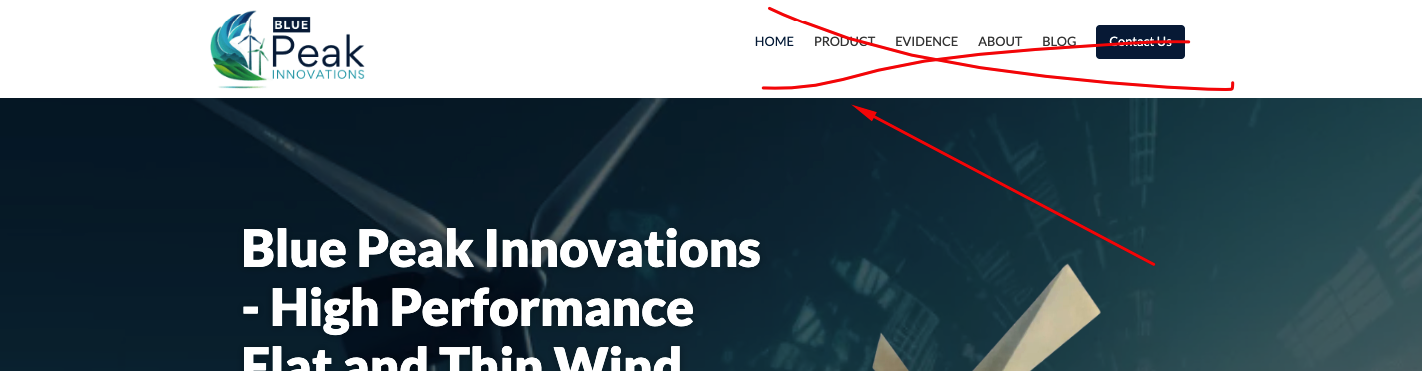 BLUE
Peak
INNOVATIONS
HOME PRODUCT EVIDENCE ABOUT BLOG Contact Us
Blue Peak Innovations
- High Performance
Flat and Thin Wind